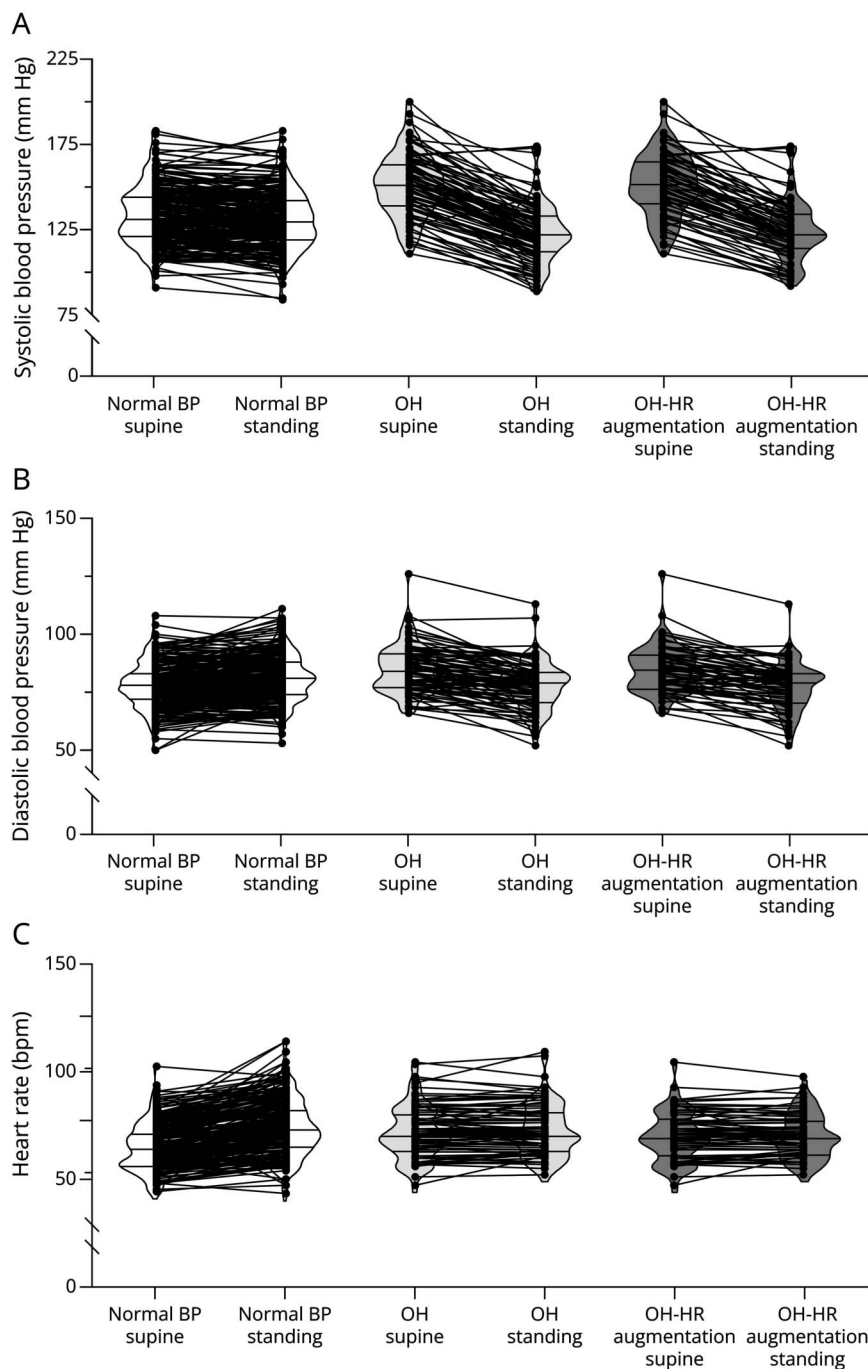 A
Systolic blood pressure (mm Hg)
225
175
125
75
0
Normal BP
supine
Normal BP
standing
OH
supine
OH
standing
OH-HR
augmentation
supine
OH-HR
augmentation
standing
B
Diastolic blood pressure (mm Hg)
150
100
50
0
Normal BP
supine
Normal BP
standing
OH
supine
OH
standing
OH-HR
augmentation
supine
OH-HR
augmentation
standing
C
Heart rate (bpm)
150
100
50
0
Normal BP
supine
Normal BP
standing
OH
supine
OH
standing
OH-HR
augmentation
supine
OH-HR
augmentation
standing